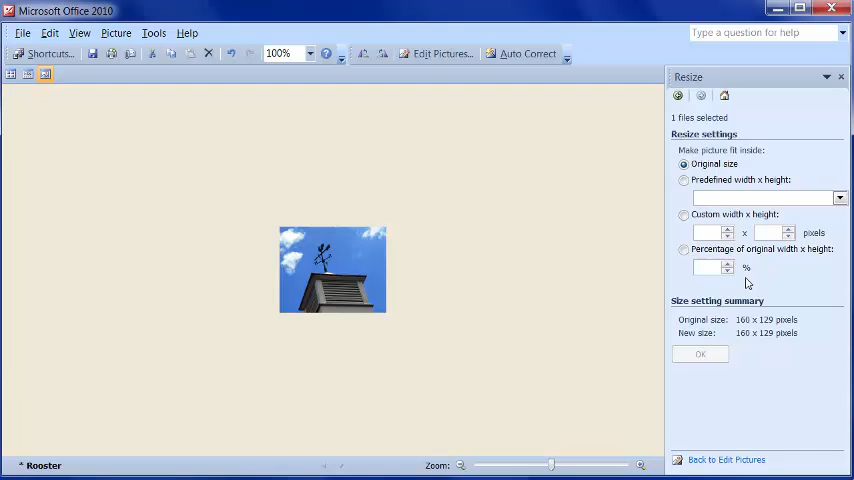 Microsoft Office 2010
File Edit View Picture Tools Help
Type a question for help
Shortcuts...
100%
Edit Pictures...
Auto Correct
Resize
1 files selected
Resize settings
Make picture fit inside:
Original size
Predefined width x height:
Custom width x height:
x pixels
Percentage of original width x height:
%
Size setting summary
Original size: 160 x 129 pixels
New size: 160 x 129 pixels
OK
Back to Edit Pictures
* Rooster
Zoom: